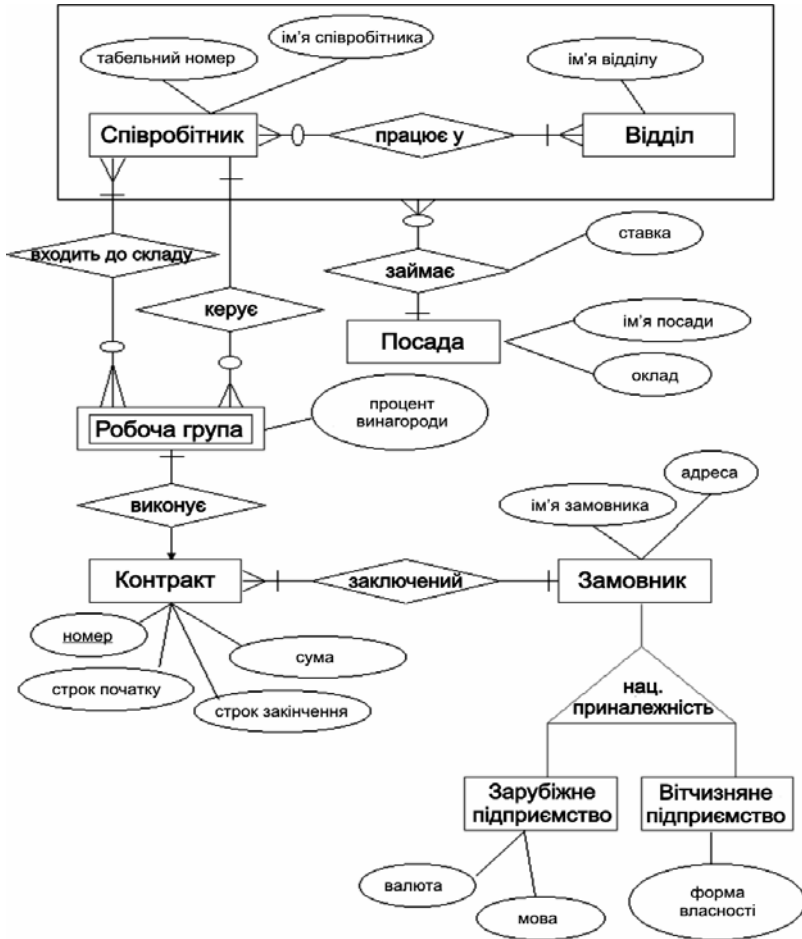 табельний номер
ім'я співробітника
ім'я відділу
Співробітник
працює у
Відділ
входить до складу
ставка
займає
керує
ім'я посади
Посада
оклад
процент
винагороди
Робоча група
адреса
виконує
ім'я замовника
Контракт
заключений
Замовник
номер
сума
строк початку
строк закінчення
нац.
приналежність
Зарубіжне
підприємство
Вітчизняне
підприємство
валюта
мова
форма
власності